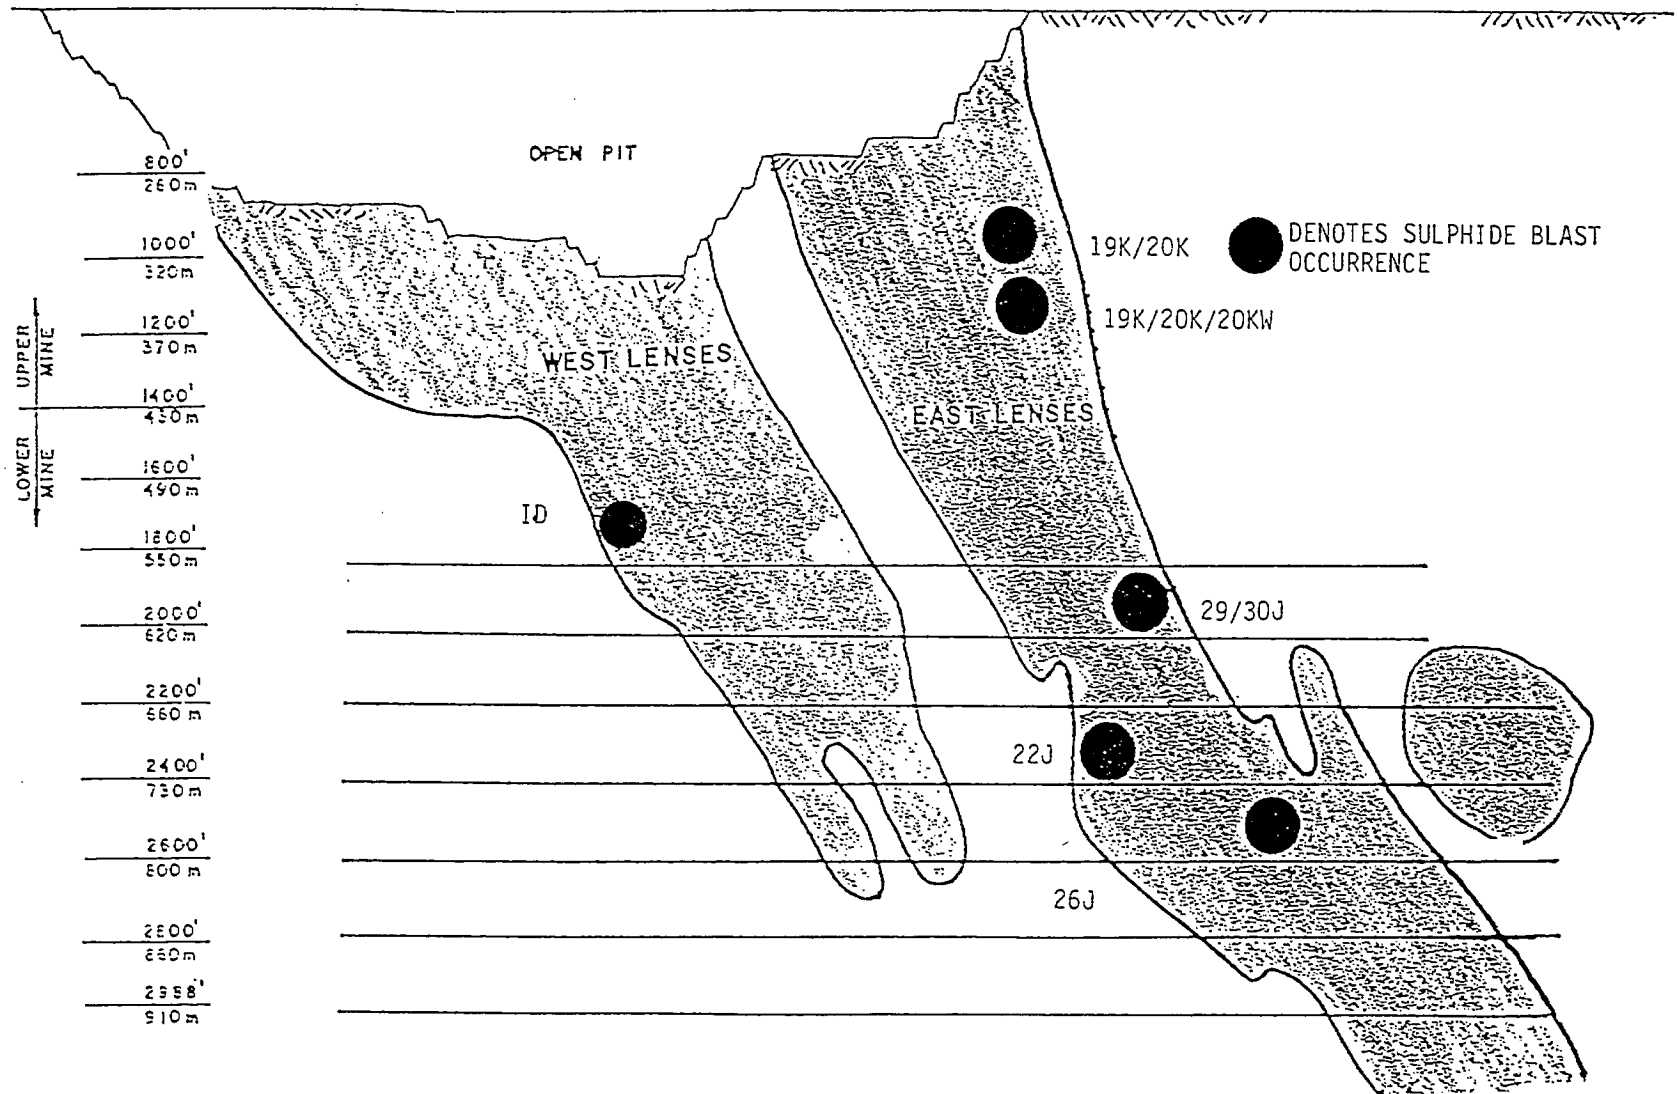 OPEN PIT
800'
260m
1000'
320m
1200'
370m
1400'
430m
1600'
490m
1800'
550m
2000'
620m
2200'
660m
2400'
730m
2600'
800m
2800'
860m
910m
UPPER
MINE
LOWER
MINE
19K/20K
DENOTES SULPHIDE BLAST
OCCURRENCE
19K/20K/20KW
WEST LENSES
EAST LENSES
ID
29/30J
22J
26J